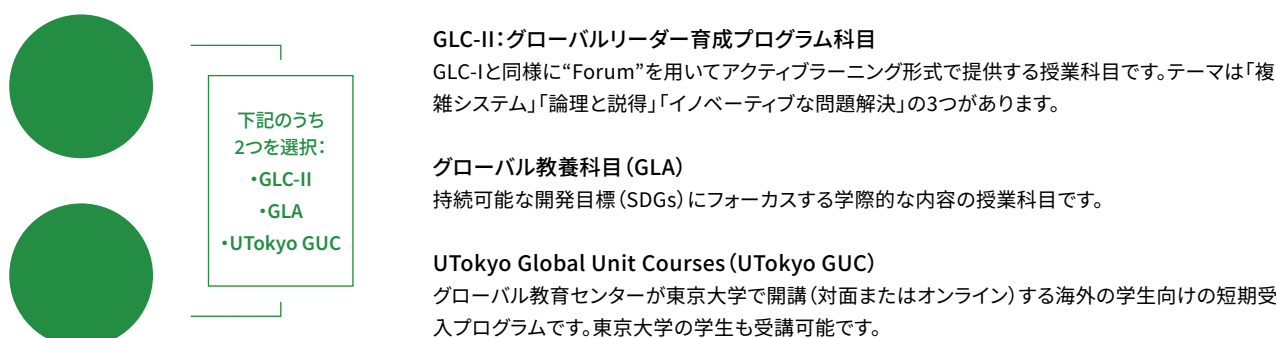 下記のうち
2つを選択：
・GLC-II
・GLA
・UTokyo GUC
GLC-II：グローバルリーダー育成プログラム科目
GLC-Iと同様に“Forum”を用いてアクティブラーニング形式で提供する授業科目です。テーマは「複
雑システム」「論理と説得」「イノベーティブな問題解決」の3つがあります。
グローバル教養科目（GLA）
持続可能な開発目標（SDGs）にフォーカスする学際的な内容の授業科目です。
UTokyo Global Unit Courses（UTokyo GUC）
グローバル教育センターが東京大学で開講（対面またはオンライン）する海外の学生向けの短期受
入プログラムです。東京大学の学生も受講可能です。